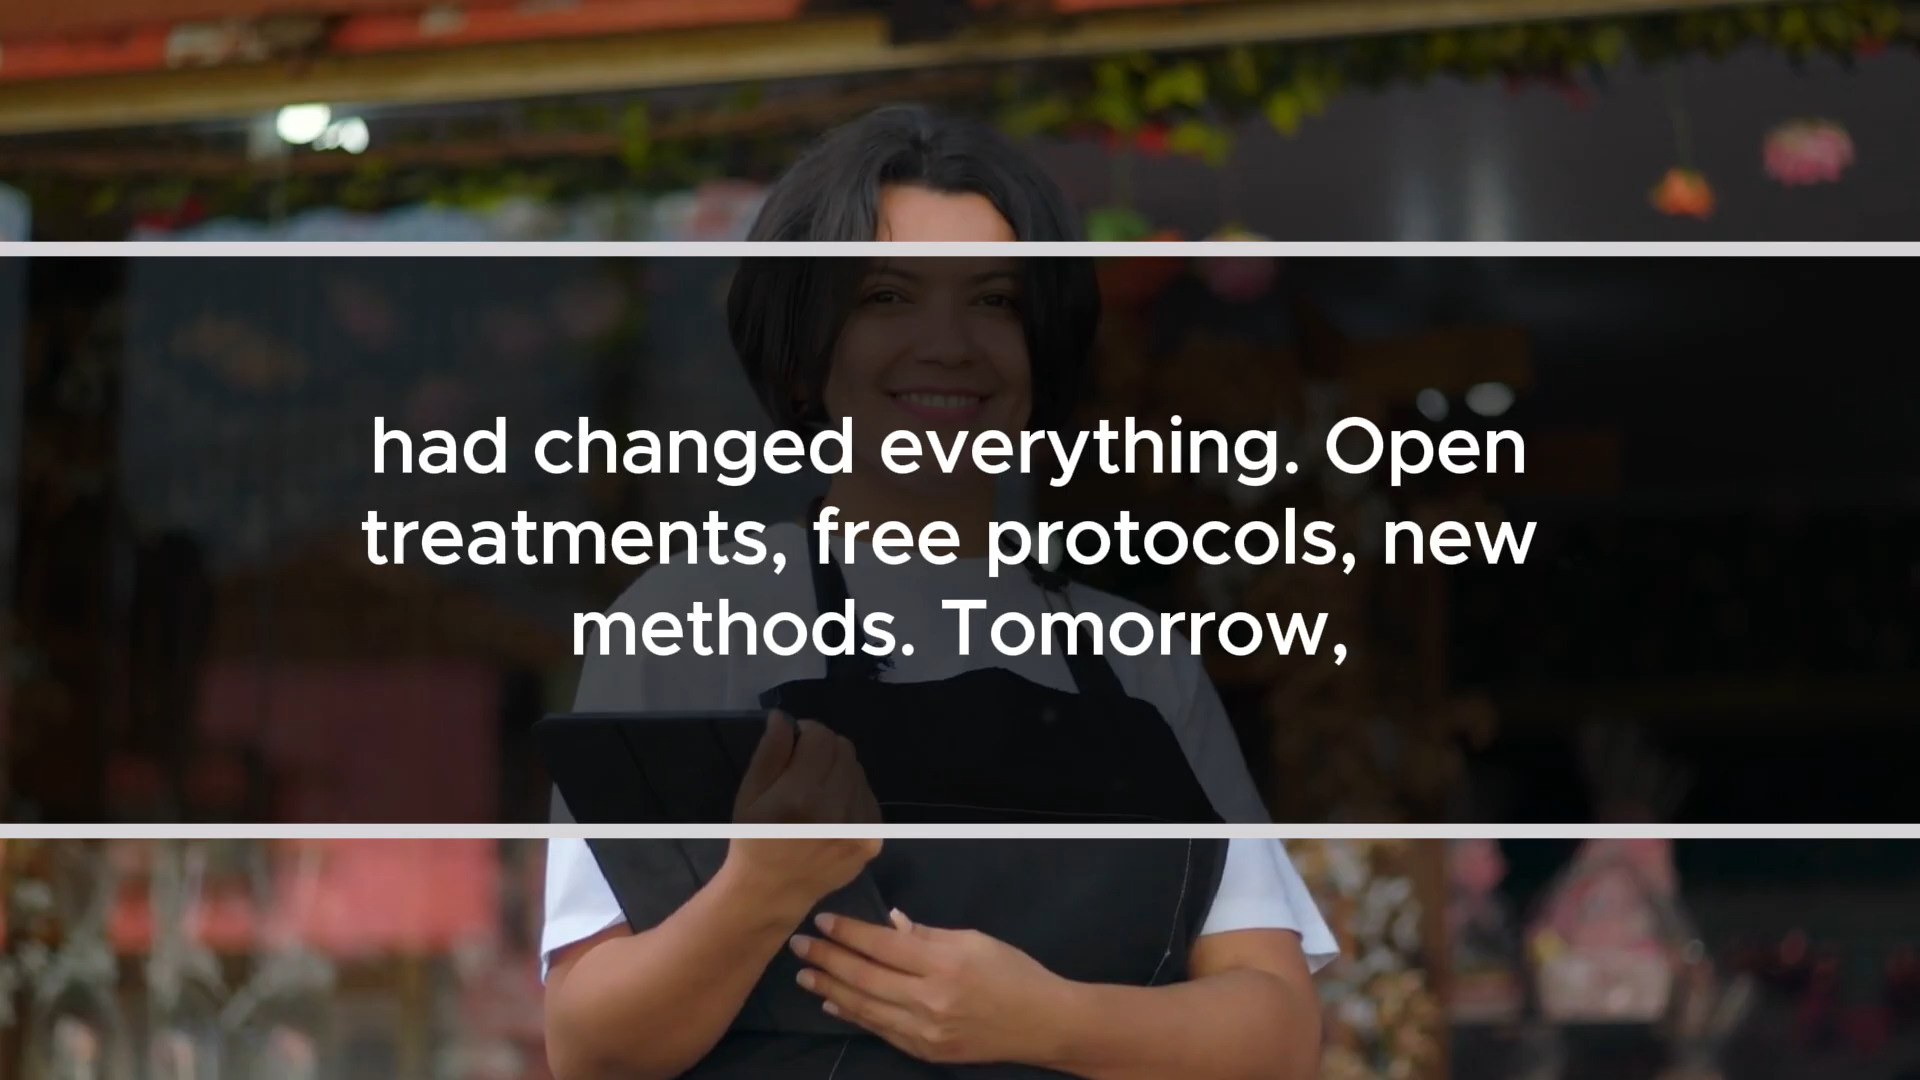 had changed everything. Open
treatments, free protocols, new
methods. Tomorrow,